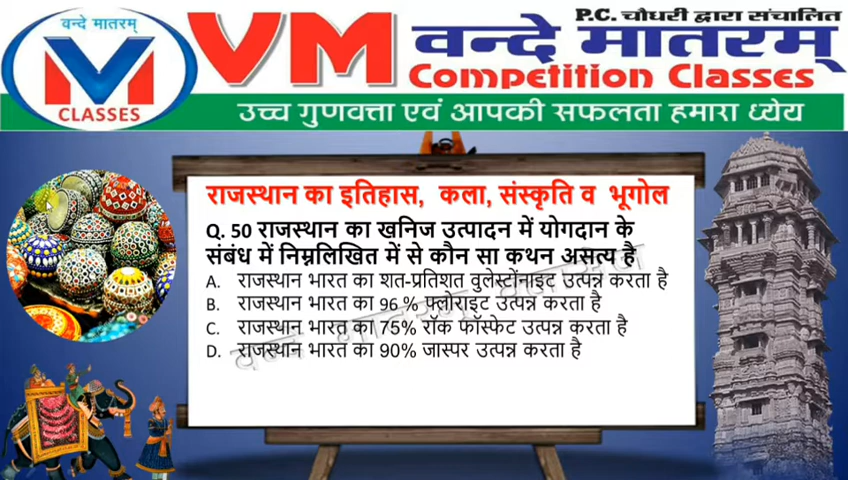 P.C. चौधरी द्वारा संचालित
वन्दे मातरम्
VM
CLASSES
VM वन्दे मातरम्
Competition Classes
उच्च गुणवत्ता एवं आपकी सफलता हमारा ध्येय
राजस्थान का इतिहास, कला, संस्कृति व भूगोल
Q. 50 राजस्थान का खनिज उत्पादन में योगदान के
संबंध में निम्नलिखित में से कौन सा कथन असत्य है
A. राजस्थान भारत का शत-प्रतिशत वुलेस्टोंनाइट उत्पन्न करता है
B. राजस्थान भारत का 96 % फ्लोराइट उत्पन्न करता है
C. राजस्थान भारत का 75% रॉक फॉस्फेट उत्पन्न करता है
D. राजस्थान भारत का 90% जास्पर उत्पन्न करता है